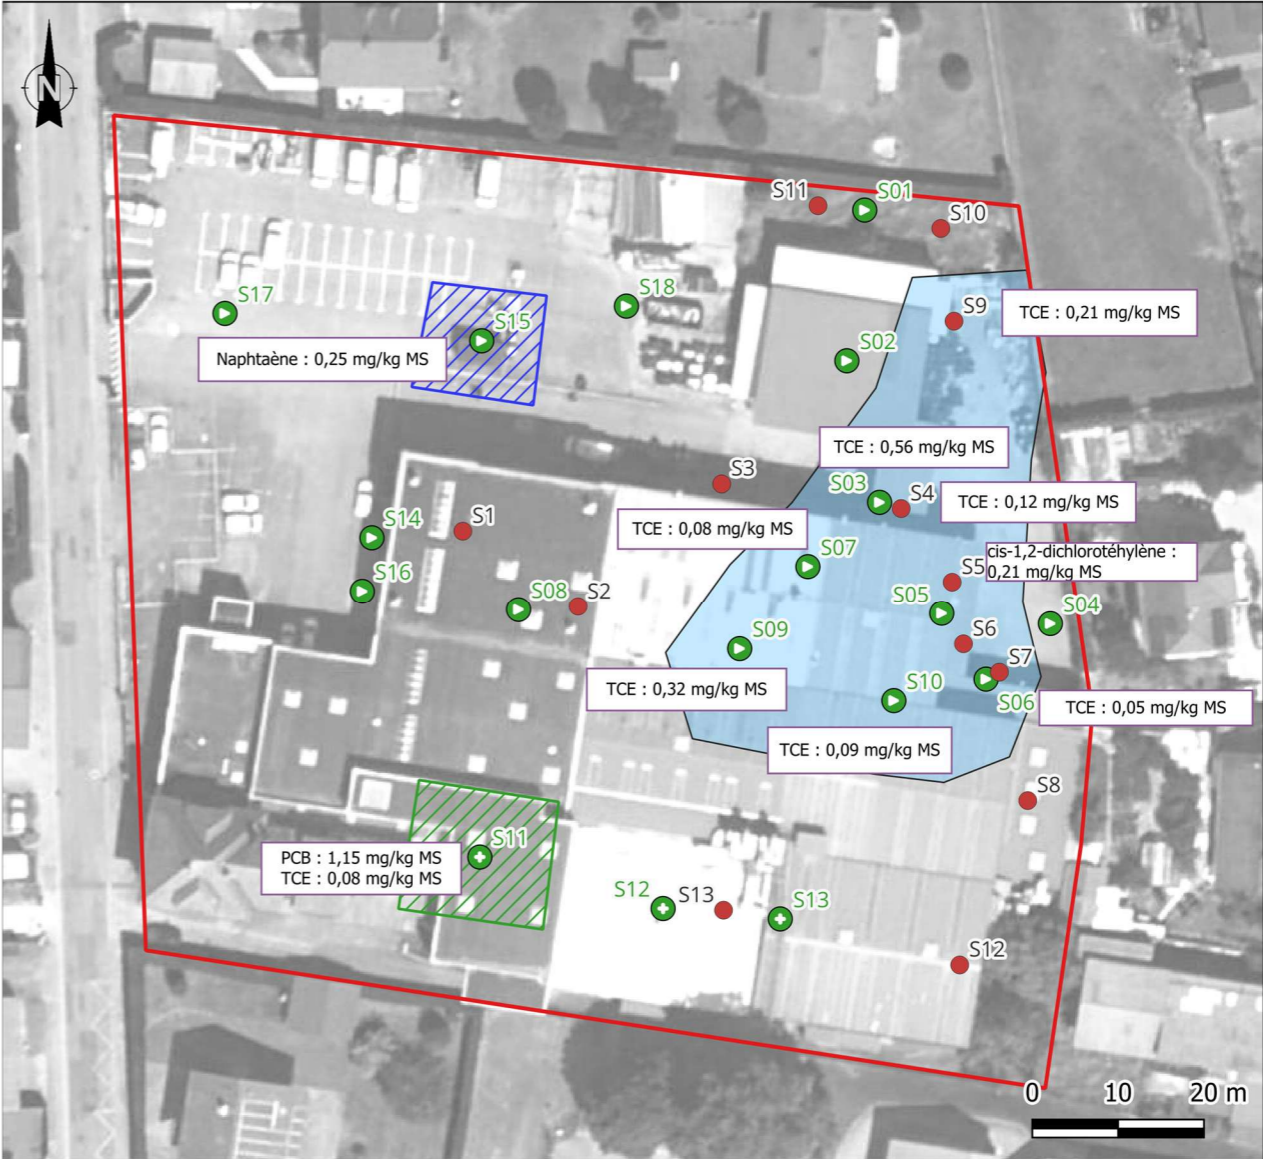 N
S11
S01
S10
S17
S18
S9
TCE : 0,21 mg/kg MS
S15
S02
Naphtaène : 0,25 mg/kg MS
TCE : 0,56 mg/kg MS
S3
S03
S4
TCE : 0,12 mg/kg MS
S14
S1
TCE : 0,08 mg/kg MS
S07
S5
cis-1,2-dichlorotéhylène :
0,21 mg/kg MS
S16
S08
S2
S05
S04
S09
S6
S7
TCE : 0,32 mg/kg MS
S10
S06
TCE : 0,05 mg/kg MS
TCE : 0,09 mg/kg MS
S8
S11
PCB : 1,15 mg/kg MS
TCE : 0,08 mg/kg MS
S12
S13
S13
S12
0 10 20 m